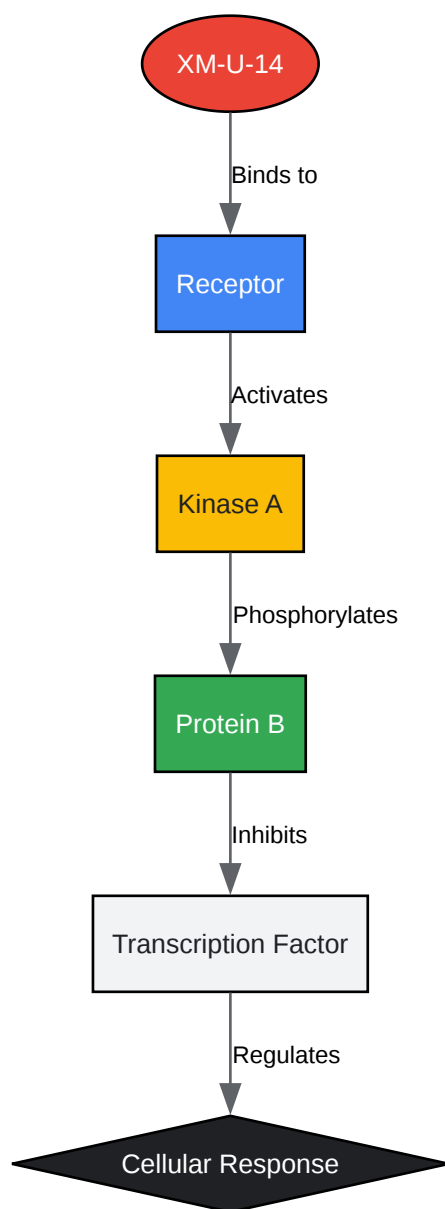 XM-U-14
Binds to
Receptor
Activates
Kinase A
Phosphorylates
Protein B
Inhibits
Transcription Factor
Regulates
Cellular Response